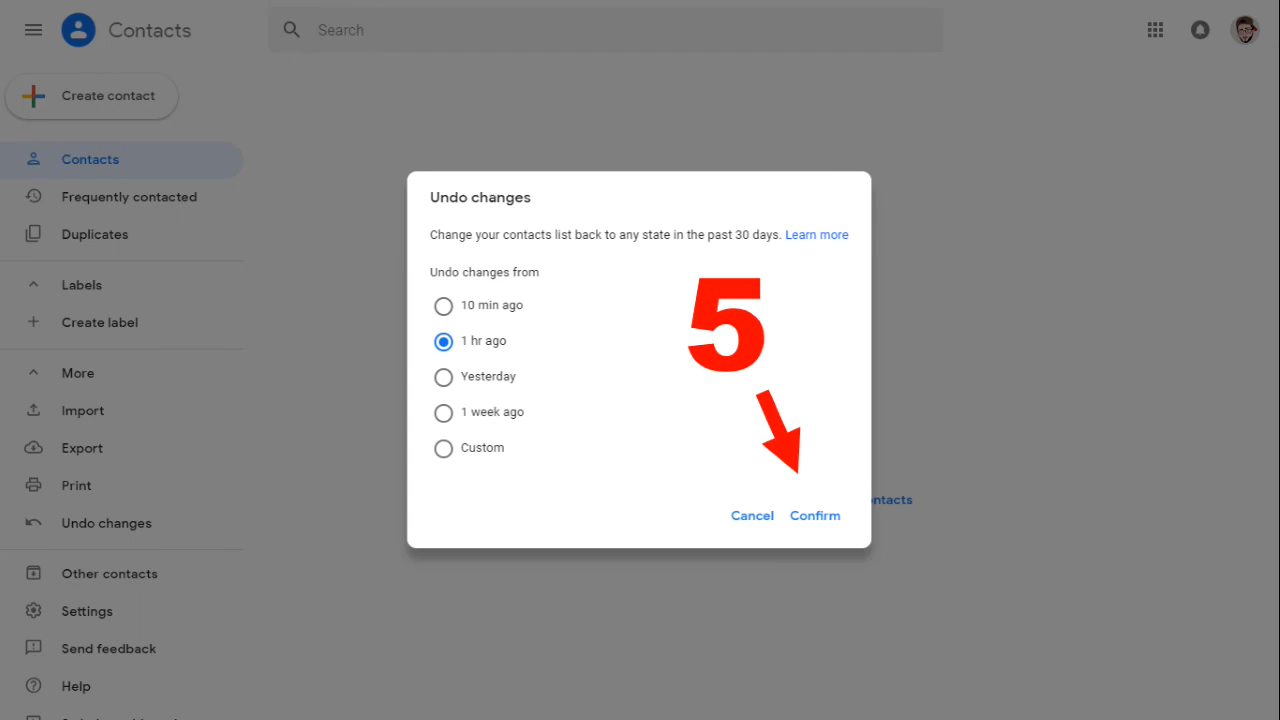 Contacts
Search
Create contact
Contacts
Frequently contacted
Duplicates
Labels
Create label
More
Import
Export
Print
Undo changes
Other contacts
Settings
Send feedback
Help
Undo changes
Change your contacts list back to any state in the past 30 days. Learn more
Undo changes from
10 min ago
1 hr ago
Yesterday
1 week ago
Custom
5
Cancel Confirm
ontacts